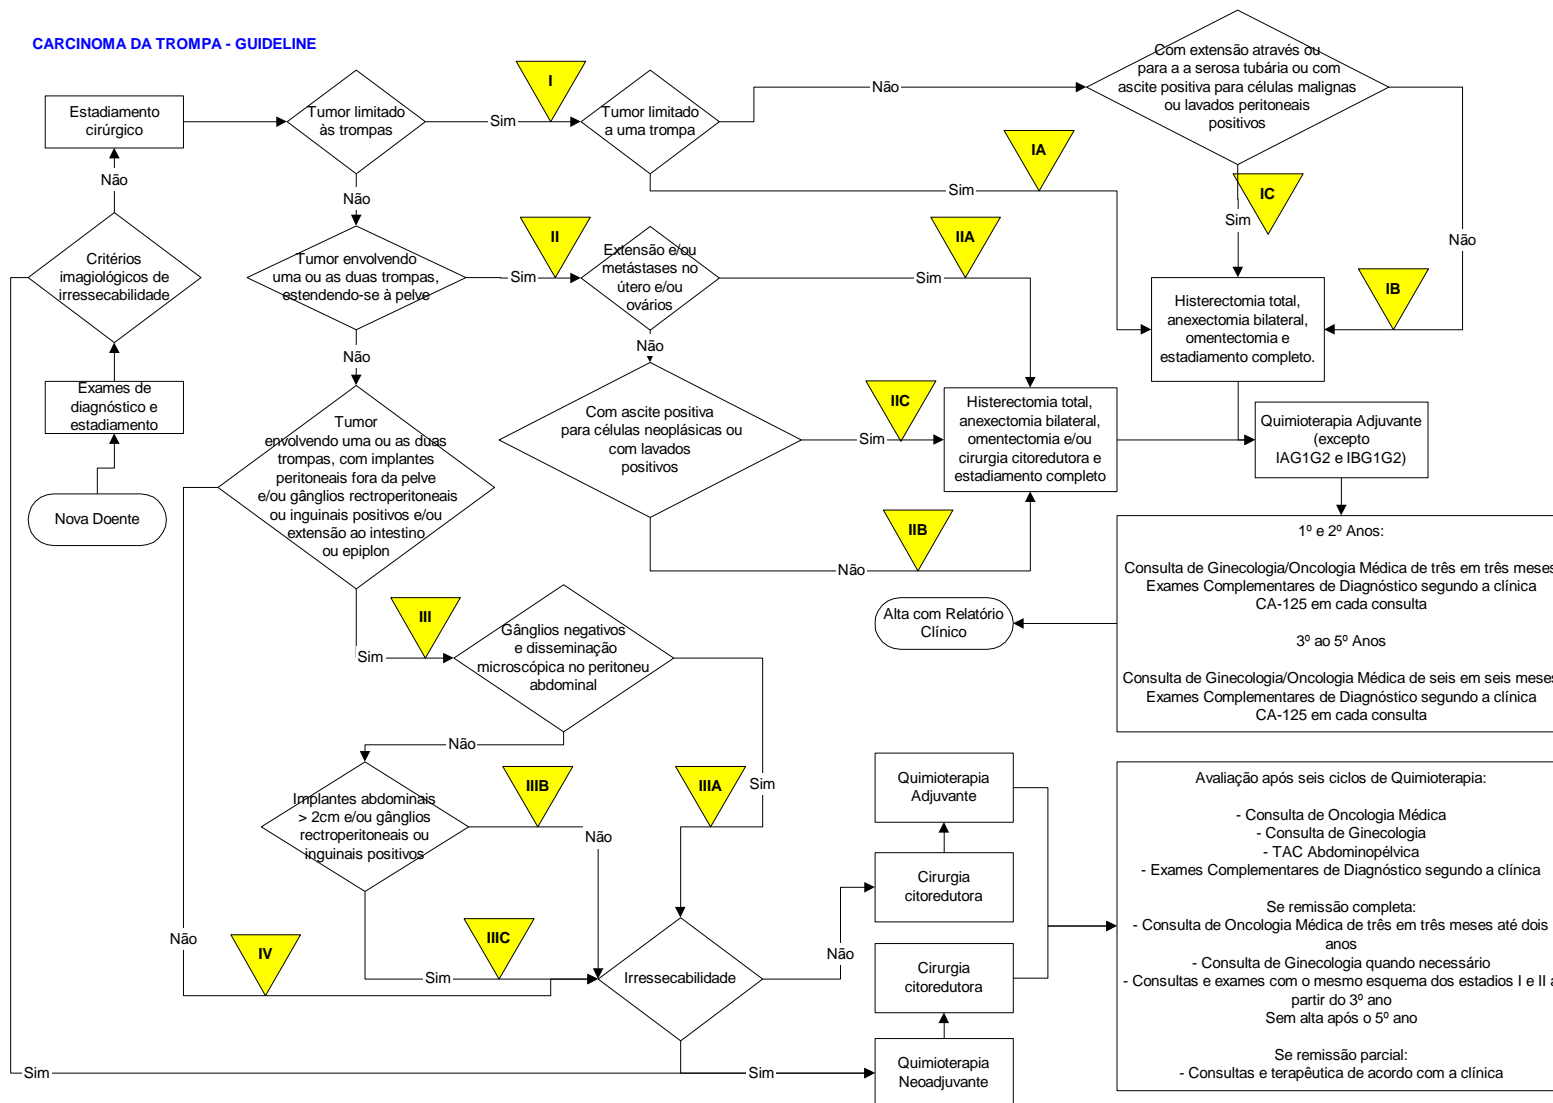 CARCINOMA DA TROMPA - GUIDELINE
Estadiamento
cirúrgico
Tumor limitado
às trompas
Sim
I
Tumor limitado
a uma trompa
Não
Com extensão através ou
para a a serosa tubária ou com
ascite positiva para células malignas
ou lavados peritoneais
positivos
Não
Não
Sim
IA
IC
Sim
Não
Critérios
imagiológicos de
irressecabilidade
Tumor envolvendo
uma ou as duas trompas,
estendendo-se à pelve
Sim
II
Extensão e/ou
metástases no
útero e/ou
ovários
Sim
IIA
Histerectomia total,
anexectomia bilateral,
omentectomia e
estadiamento completo.
IB
Não
Não
Exames de
diagnóstico e
estadiamento
Nova Doente
Tumor
envolvendo uma ou as duas
trompas, com implantes
peritoneais fora da pelve
e/ou gânglios rectroperitoneais
ou inguinais positivos e/ou
extensão ao intestino
ou epiplon
Com ascite positiva
para células neoplásicas ou
com lavados
positivos
IIC
Sim
Histerectomia total,
anexectomia bilateral,
omentectomia e/ou
cirurgia citoredutora e
estadiamento completo
Quimioterapia Adjuvante
(excepto
IAG1G2 e IBG1G2)
IIB
Não
1º e 2º Anos:
Consulta de Ginecologia/Oncologia Médica de três em três meses
Exames Complementares de Diagnóstico segundo a clínica
CA-125 em cada consulta
3º ao 5º Anos
Consulta de Ginecologia/Oncologia Médica de seis em seis meses
Exames Complementares de Diagnóstico segundo a clínica
CA-125 em cada consulta
Alta com Relatório
Clínico
Sim
III
Gânglios negativos
e disseminação
microscópica no peritoneu
abdominal
Não
Sim
IIIA
Implantes abdominais
> 2cm e/ou gânglios
rectroperitoneais ou
inguinais positivos
IIIB
Não
Quimioterapia
Adjuvante
Cirurgia
citoredutora
Avaliação após seis ciclos de Quimioterapia:
- Consulta de Oncologia Médica
- Consulta de Ginecologia
- TAC Abdominopélvica
- Exames Complementares de Diagnóstico segundo a clínica
Se remissão completa:
- Consulta de Oncologia Médica de três em três meses até dois
anos
- Consulta de Ginecologia quando necessário
- Consultas e exames com o mesmo esquema dos estadios I e II a
partir do 3º ano
Sem alta após o 5º ano
Se remissão parcial:
- Consultas e terapêutica de acordo com a clínica
Não
IV
Sim
IIIC
Irressecabilidade
Não
Cirurgia
citoredutora
Sim
Sim
Quimioterapia
Neoadjuvante